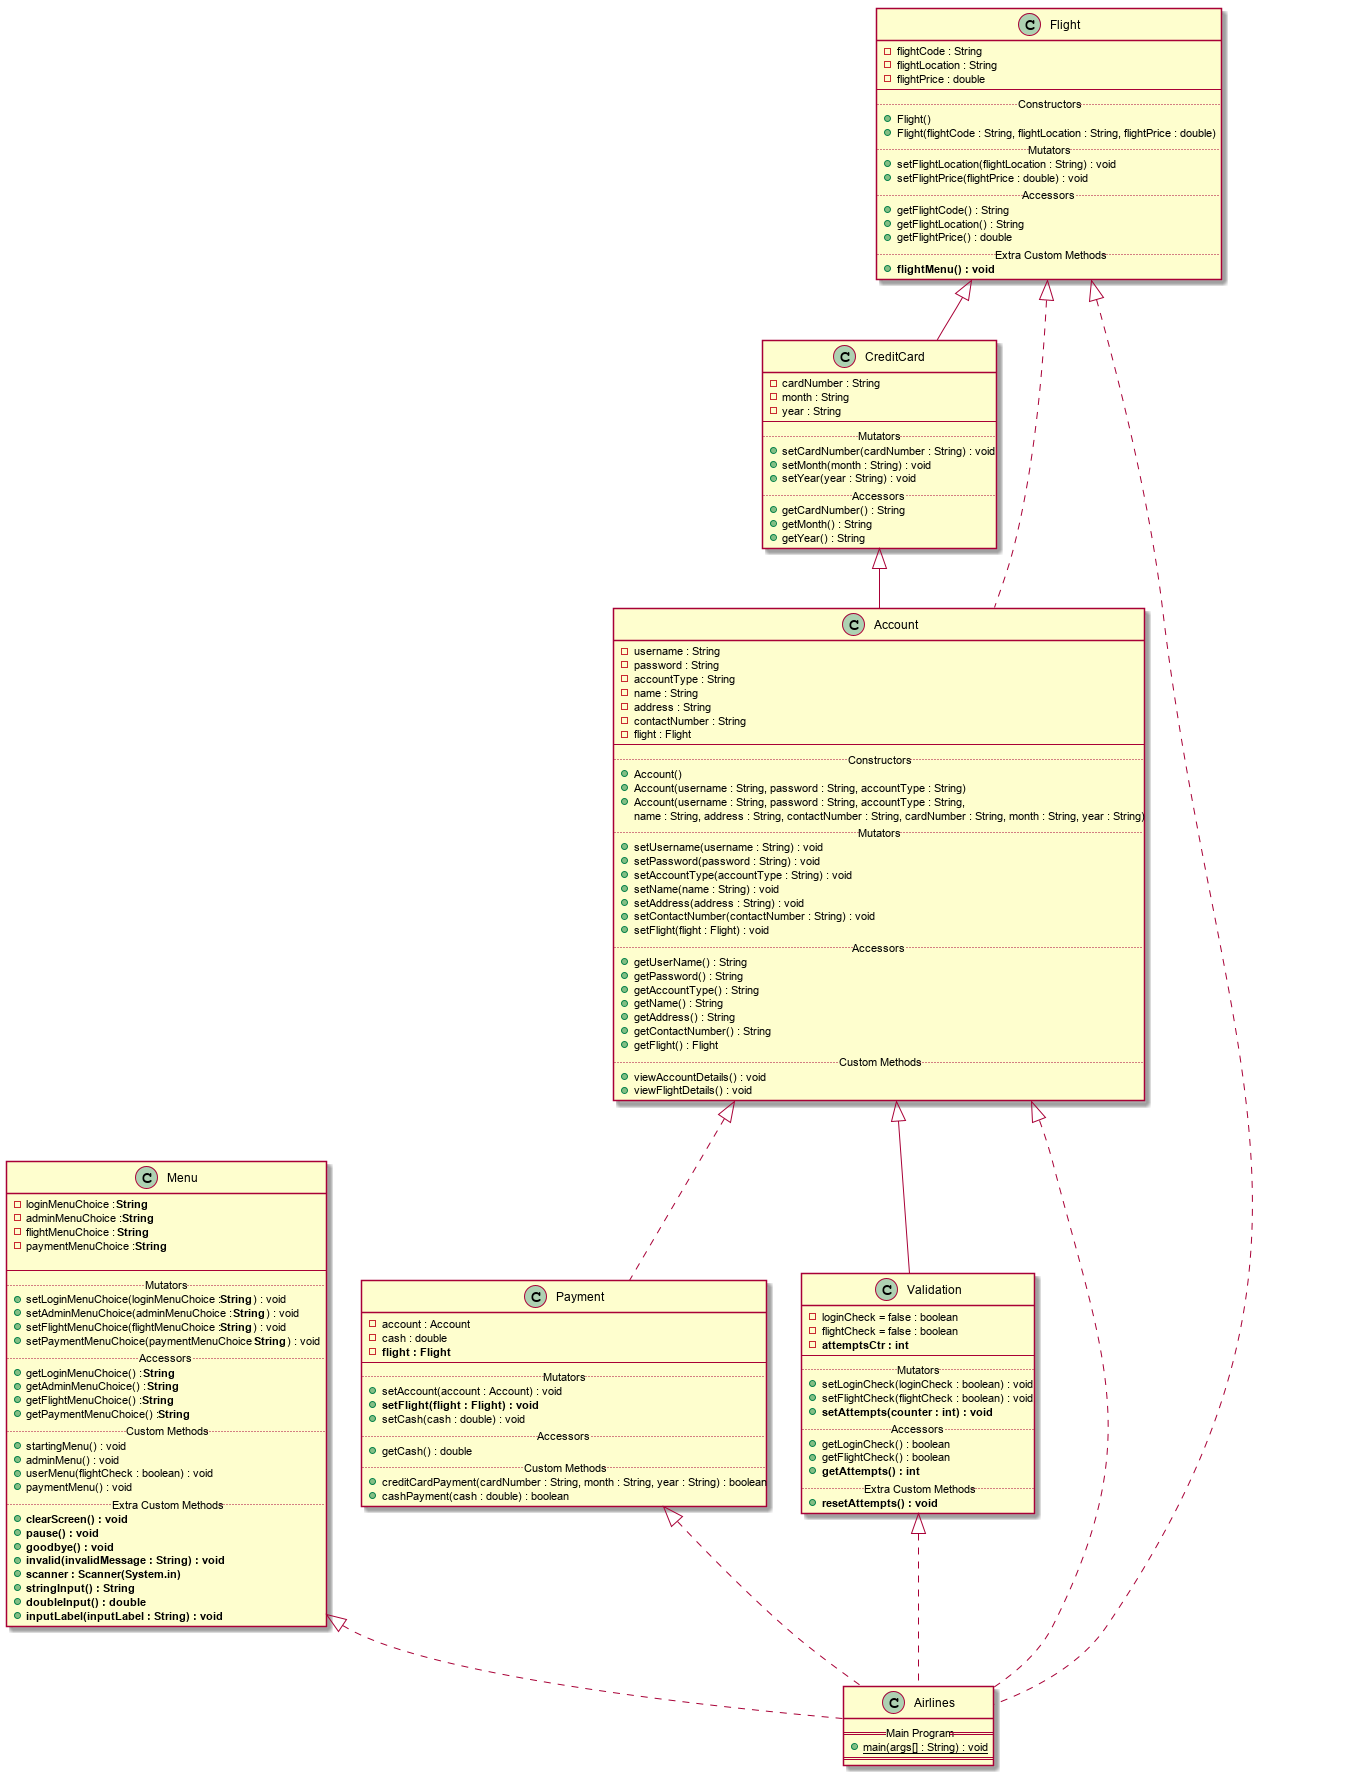 C Flight
flightCode : String
flightLocation : String
flightPrice : double
Constructors
Flight()
Flight(flightCode : String, flightLocation : String, flightPrice : double)
Mutators
setFlightLocation(flightLocation : String) : void
setFlightPrice(flightPrice : double) : void
Accessors
getFlightCode() : String
getFlightLocation() : String
getFlightPrice() : double
Extra Custom Methods
flightMenu() : void
C CreditCard
cardNumber : String
month : String
year : String
Mutators
setCardNumber(cardNumber : String) : void
setMonth(month : String) : void
setYear(year : String) : void
Accessors
getCardNumber() : String
getMonth() : String
getYear() : String
C Account
username : String
password : String
accountType : String
name : String
address : String
contactNumber : String
flight : Flight
Constructors
Account()
Account(username : String, password : String, accountType : String)
Account(username : String, password : String, accountType : String,
name : String, address : String, contactNumber : String, cardNumber : String, month : String, year : String)
Mutators
setUsername(username : String) : void
setPassword(password : String) : void
setAccountType(accountType : String) : void
setName(name : String) : void
setAddress(address : String) : void
setContactNumber(contactNumber : String) : void
setFlight(flight : Flight) : void
Accessors
getUserName() : String
getPassword() : String
getAccountType() : String
getName() : String
getAddress() : String
getContactNumber() : String
getFlight() : Flight
Custom Methods
viewAccountDetails() : void
viewFlightDetails() : void
C Menu
loginMenuChoice :String
adminMenuChoice :String
flightMenuChoice : String
paymentMenuChoice :String
Mutators
setLoginMenuChoice(loginMenuChoice :String ) : void
setAdminMenuChoice(adminMenuChoice :String ) : void
setFlightMenuChoice(flightMenuChoice :String ) : void
setPaymentMenuChoice(paymentMenuChoice String ) : void
Accessors
getLoginMenuChoice() :String
getAdminMenuChoice() :String
getFlightMenuChoice() :String
getPaymentMenuChoice() :String
Custom Methods
startingMenu() : void
adminMenu() : void
userMenu(flightCheck : boolean) : void
paymentMenu() : void
Extra Custom Methods
clearScreen() : void
pause() : void
goodbye() : void
invalid(invalidMessage : String) : void
scanner : Scanner(System.in)
stringInput() : String
doubleInput() : double
inputLabel(inputLabel : String) : void
C Payment
account : Account
cash : double
flight : Flight
Mutators
setAccount(account : Account) : void
setFlight(flight : Flight) : void
setCash(cash : double) : void
Accessors
getCash() : double
Custom Methods
creditCardPayment(cardNumber : String, month : String, year : String) : boolean
cashPayment(cash : double) : boolean
C Validation
loginCheck = false : boolean
flightCheck = false : boolean
attemptsCtr : int
Mutators
setLoginCheck(loginCheck : boolean) : void
setFlightCheck(flightCheck : boolean) : void
setAttempts(counter : int) : void
Accessors
getLoginCheck() : boolean
getFlightCheck() : boolean
getAttempts() : int
Extra Custom Methods
resetAttempts() : void
C Airlines
Main Program
main(args[] : String) : void